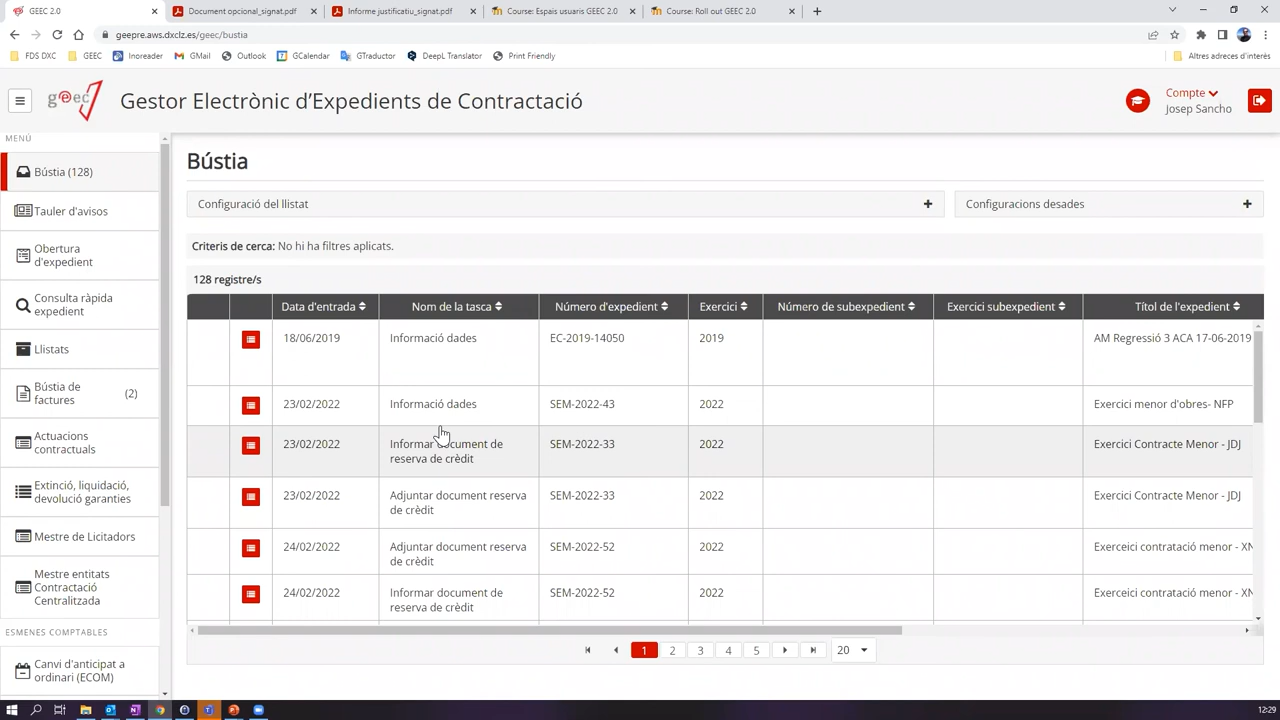 GEEC 2.0
Document opcional_signat.pdf
Informe justificatiu_signat.pdf
Course: Espais usuaris GEEC 2.0
Course: Roll out GEEC 2.0
geepre.aws.dxclz.es/geec/bustia
FDS DXC
GEEC
Inoreader
GMail
Outlook
GCalendar
GTraductor
DeepL Translator
Print Friendly
Altres adreces d'interès
geec
Gestor Electrònic d'Expedients de Contractació
Compte
Josep Sancho
MENÚ
Bústia (128)
Tauler d'avisos
Obertura
d'expedient
Consulta ràpida
expedient
Llistats
Bústia de
factures
(2)
Actuacions
contractuals
Extinció, liquidació,
devolució garanties
Mestre de Licitadors
Mestre entitats
Contractació
Centralitzada
ESMENES COMPTABLES
Canvi d'anticipat a
ordinari (ECOM)
Bústia
Configuració del llistat
Configuracions desades
Criteris de cerca: No hi ha filtres aplicats.
128 registre/s
Data d'entrada Nom de la tasca Número d'expedient Exercici Número de subexpedient Exercici subexpedient Títol de l'expedient
18/06/2019 Informació dades EC-2019-14050 2019 AM Regressió 3 ACA 17-06-2019
23/02/2022 Informació dades SEM-2022-43 2022 Exercici menor d'obres- NFP
23/02/2022 Informar document de SEM-2022-33 2022 Exercici Contracte Menor - JDJ
reserva de crèdit
23/02/2022 Adjuntar document reserva SEM-2022-33 2022 Exercici Contracte Menor - JDJ
de crèdit
24/02/2022 Adjuntar document reserva SEM-2022-52 2022 Exerceici contratació menor - XN
de crèdit
24/02/2022 Informar document de SEM-2022-52 2022 Exerceici contratació menor - XN
reserva de crèdit
1 2 3 4 5 20
12:29